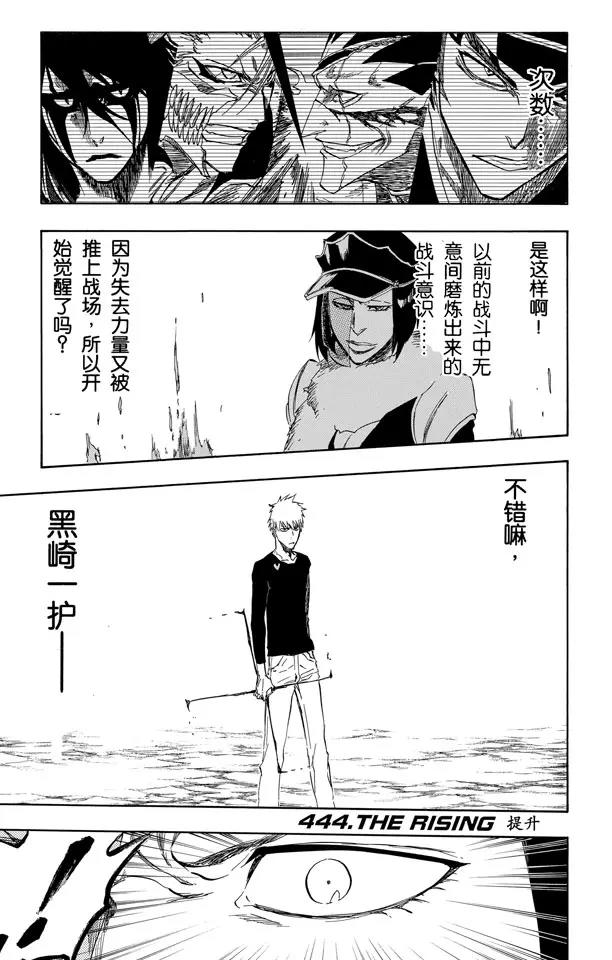 次数……
是这样啊！
以前的战斗中无
意间磨炼出来的
战斗意识……
因为失去力量又被
推上战场，所以开
始觉醒了吗？
不错嘛，
黑崎一护——
444.THE RISING 提升